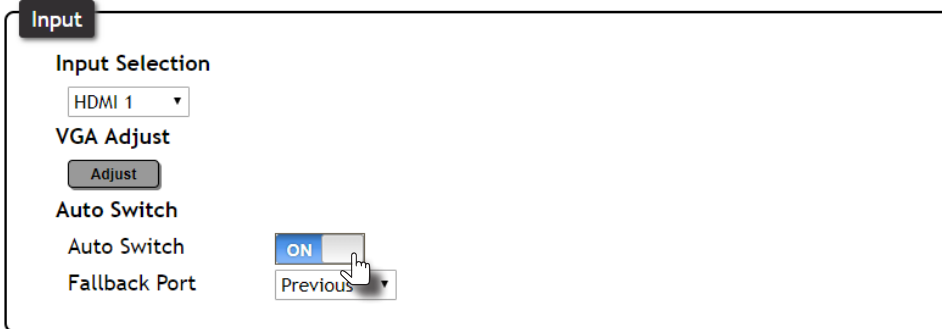 Input
Input Selection
HDMI 1
VGA Adjust
Adjust
Auto Switch
Auto Switch ON
Fallback Port Previous